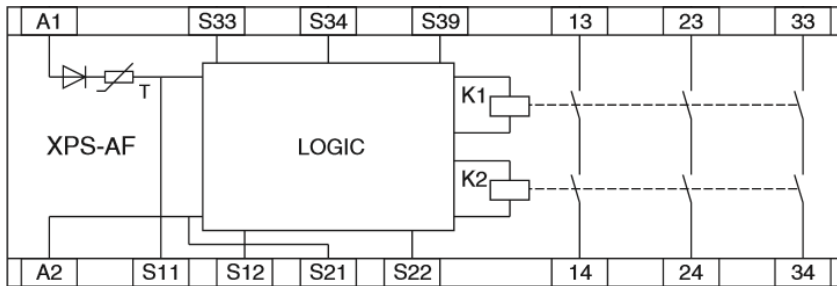 A1 S33 S34 S39 13 23 33
T
K1
XPS-AF LOGIC
K2
A2 S11 S12 S21 S22 14 24 34